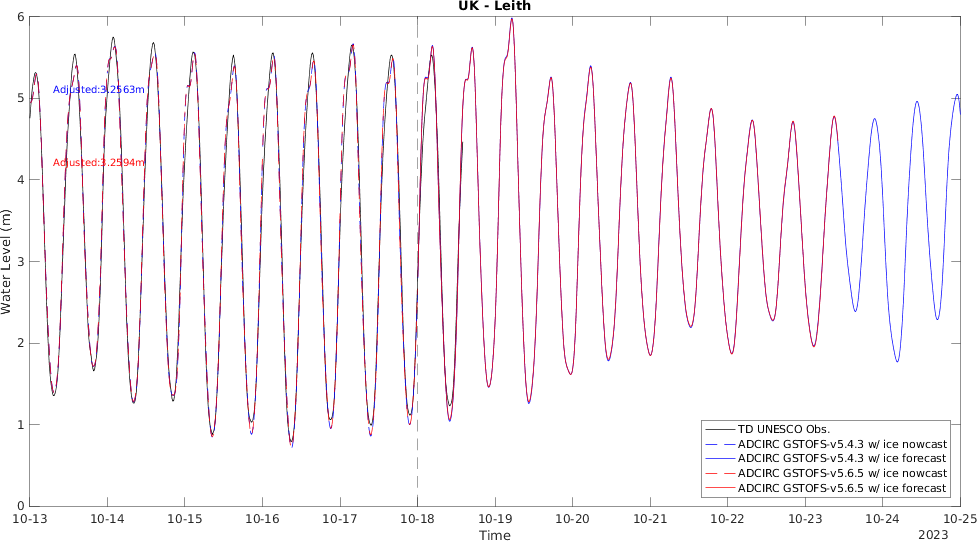 UK - Leith
6
5
4
3
2
1
0
Water Level (m)
Adjusted:3.2563m
Adjusted:3.2594m
TD UNESCO Obs.
ADCIRC GSTOFS-v5.4.3 w/ ice nowcast
ADCIRC GSTOFS-v5.4.3 w/ ice forecast
ADCIRC GSTOFS-v5.6.5 w/ ice nowcast
ADCIRC GSTOFS-v5.6.5 w/ ice forecast
10-13 10-14 10-15 10-16 10-17 10-18 10-19 10-20 10-21 10-22 10-23 10-24 10-25
Time
2023